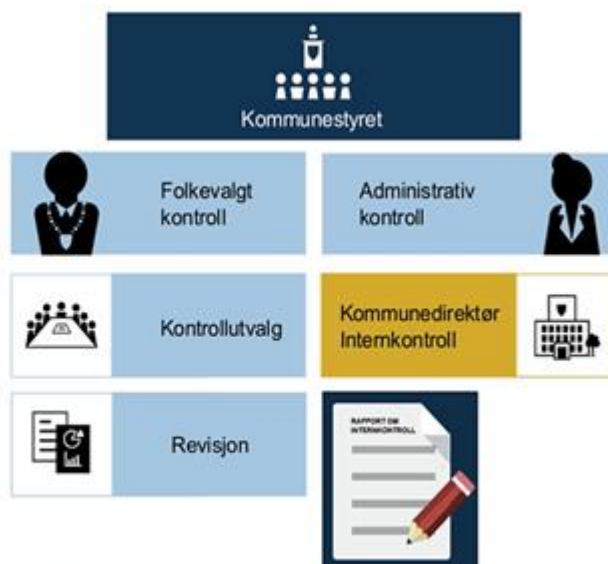 Kommunestyret
Folkevalgt
kontroll
Administrativ
kontroll
Kontrollutvalg
Kommunedirektør
Internkontroll
Revisjon
RAPPORT OM
INTERNKONTROLL